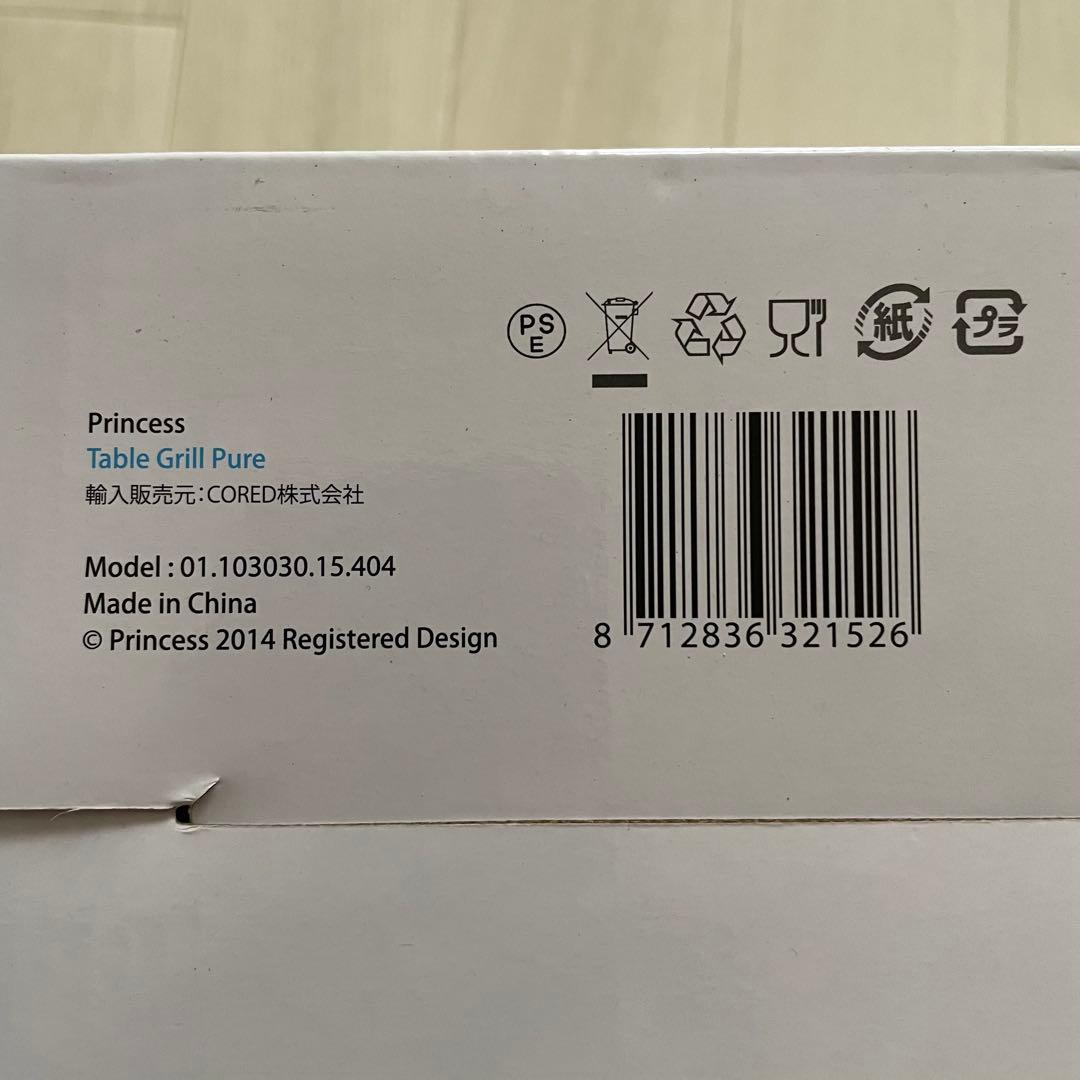 PS
E
紙
プラ
Princess
Table Grill Pure
輸入販売元:CORED株式会社
Model : 01.103030.15.404
Made in China
© Princess 2014 Registered Design
8 712836 321526